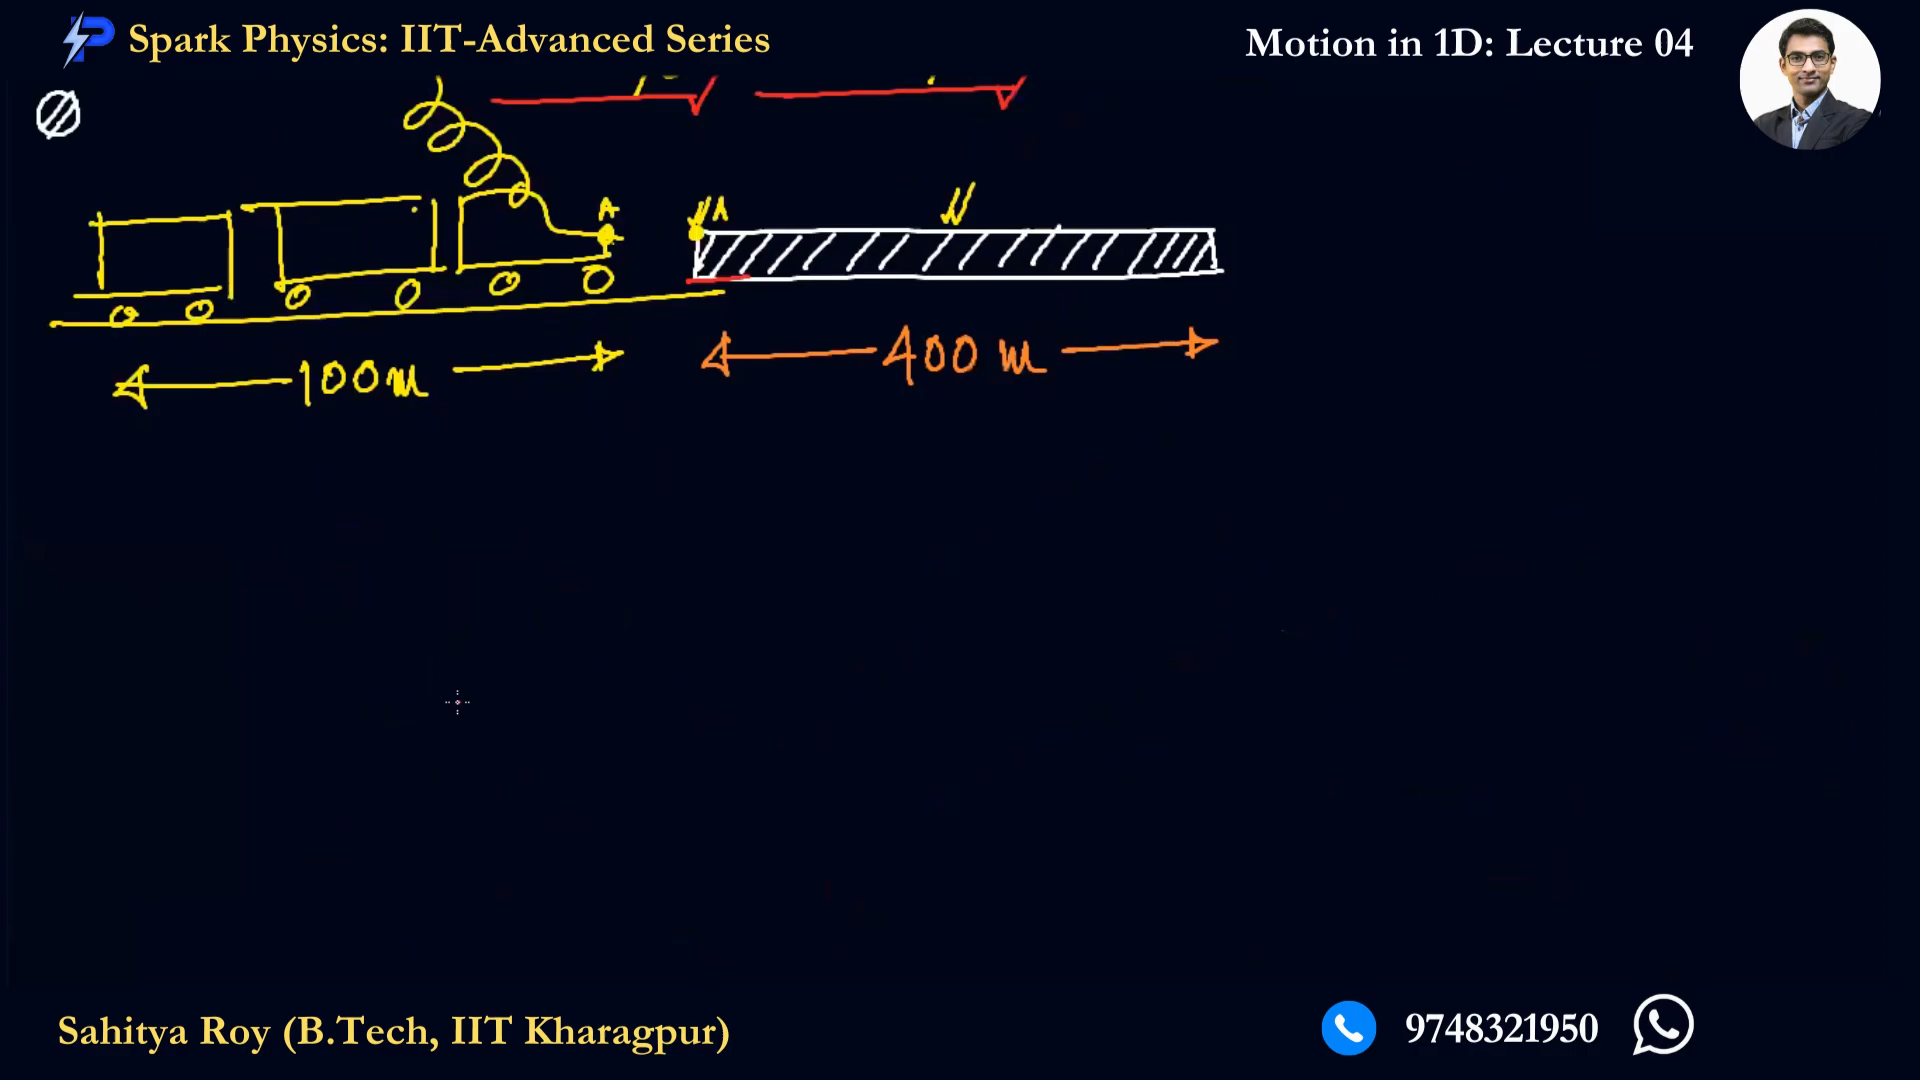 Spark Physics: IIT-Advanced Series
Motion in 1D: Lecture 04
A
A
100m
400 m
Sahitya Roy (B.Tech, IIT Kharagpur)
9748321950